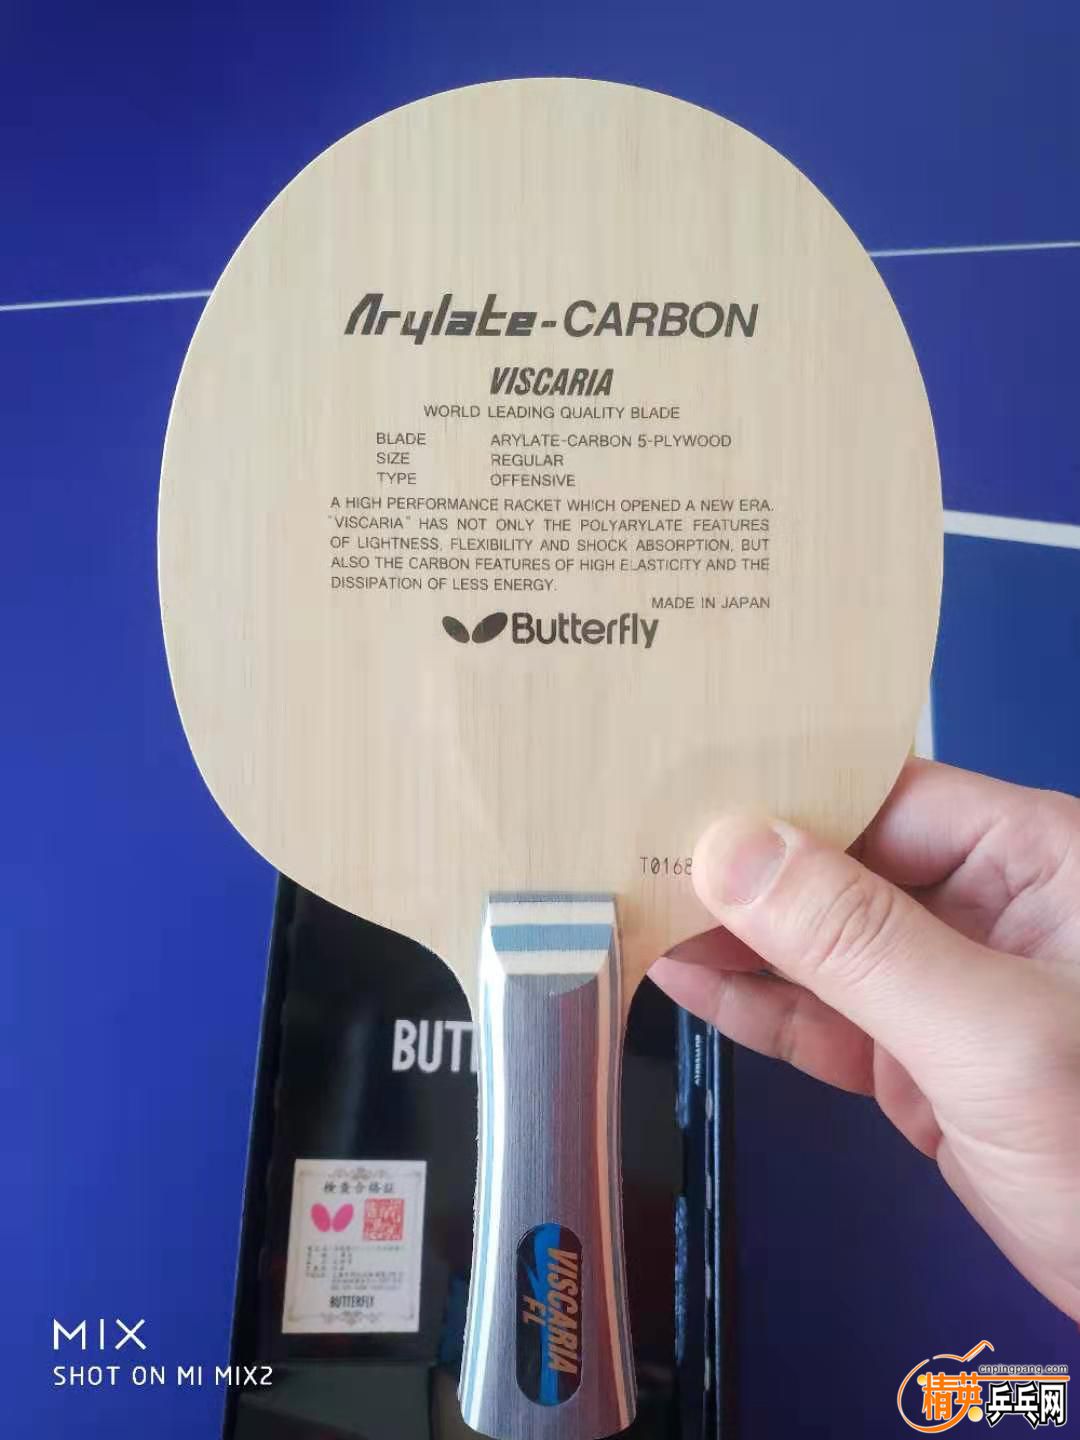 Arylate-CARBON
VISCARIA
WORLD LEADING QUALITY BLADE
BLADE ARYLATE-CARBON 5-PLYWOOD
SIZE REGULAR
TYPE OFFENSIVE
A HIGH PERFORMANCE RACKET WHICH OPENED A NEW ERA.
"VISCARIA" HAS NOT ONLY THE POLYARYLATE FEATURES
OF LIGHTNESS, FLEXIBILITY AND SHOCK ABSORPTION, BUT
ALSO THE CARBON FEATURES OF HIGH ELASTICITY AND THE
DISSIPATION OF LESS ENERGY.
MADE IN JAPAN
Butterfly
T0168
BUTT
検查合格証
BUTTERFLY
VISCARIA
FL
MIX
SHOT ON MI MIX2
cnpingpang.com
精英乒乓网